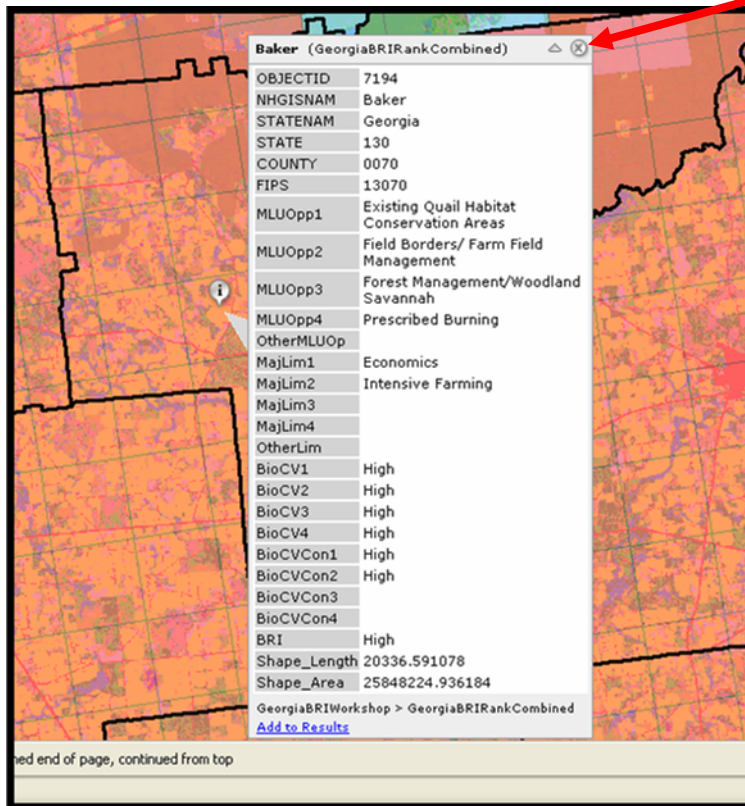 Baker (GeorgiaBRIRankCombined)
OBJECTID 7194
NHGISNAM Baker
STATENAM Georgia
STATE 130
COUNTY 0070
FIPS 13070
MLUOpp1 Existing Quail Habitat
Conservation Areas
MLUOpp2 Field Borders/ Farm Field
Management
MLUOpp3 Forest Management/Woodland
Savannah
MLUOpp4 Prescribed Burning
OtherMLUOp
MajLim1 Economics
MajLim2 Intensive Farming
MajLim3
MajLim4
OtherLim
BioCV1 High
BioCV2 High
BioCV3 High
BioCV4 High
BioCVCon1 High
BioCVCon2 High
BioCVCon3
BioCVCon4
BRI High
Shape_Length 20336.591078
Shape_Area 25848224.936184
GeorgiaBRIWorkshop > GeorgiaBRIRankCombined
Add to Results
hed end of page, continued from top